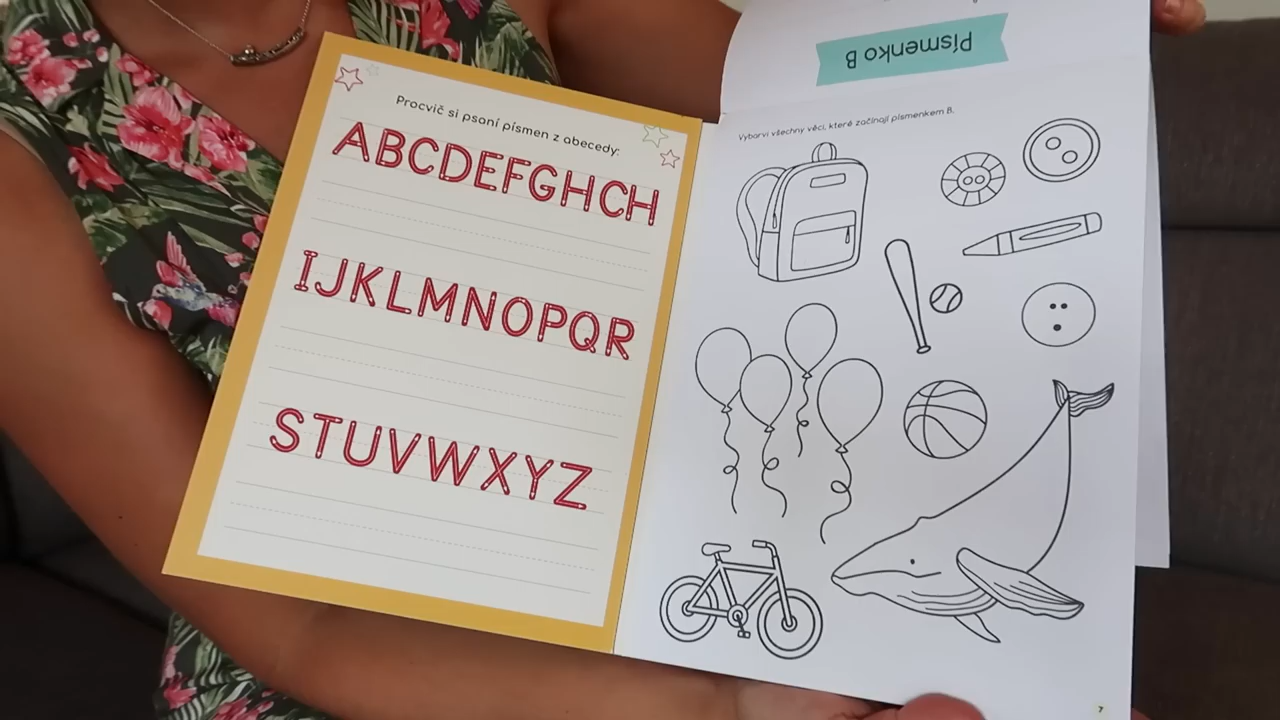 Procvič si psaní písmen z abecedy:
ABCDEFGHCH
IJKLMNOPQR
STUVWXYZ
Písmenko B
Vybarvi všechny věci, které začínají písmenkem B.
7